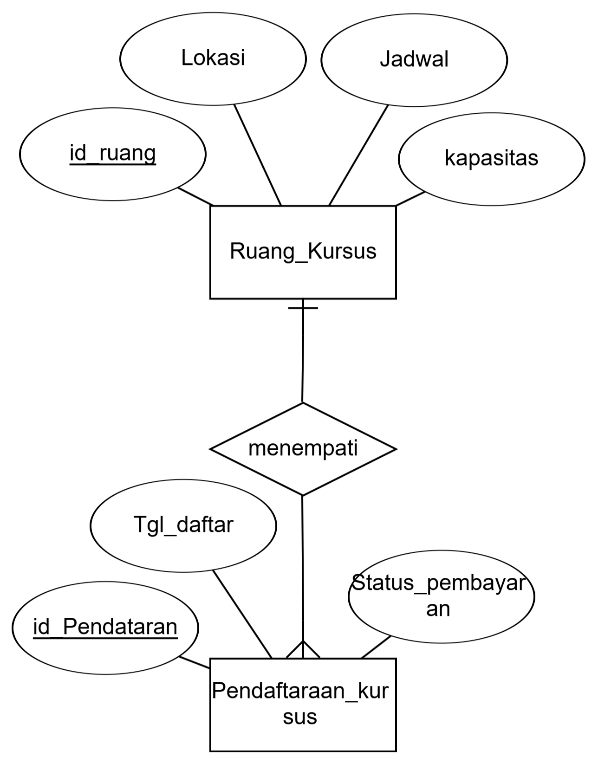 Lokasi
Jadwal
id_ruang
kapasitas
Ruang_Kursus
menempati
Tgl_daftar
Status_pembayar
an
id_Pendataran
Pendaftaraan_kur
sus